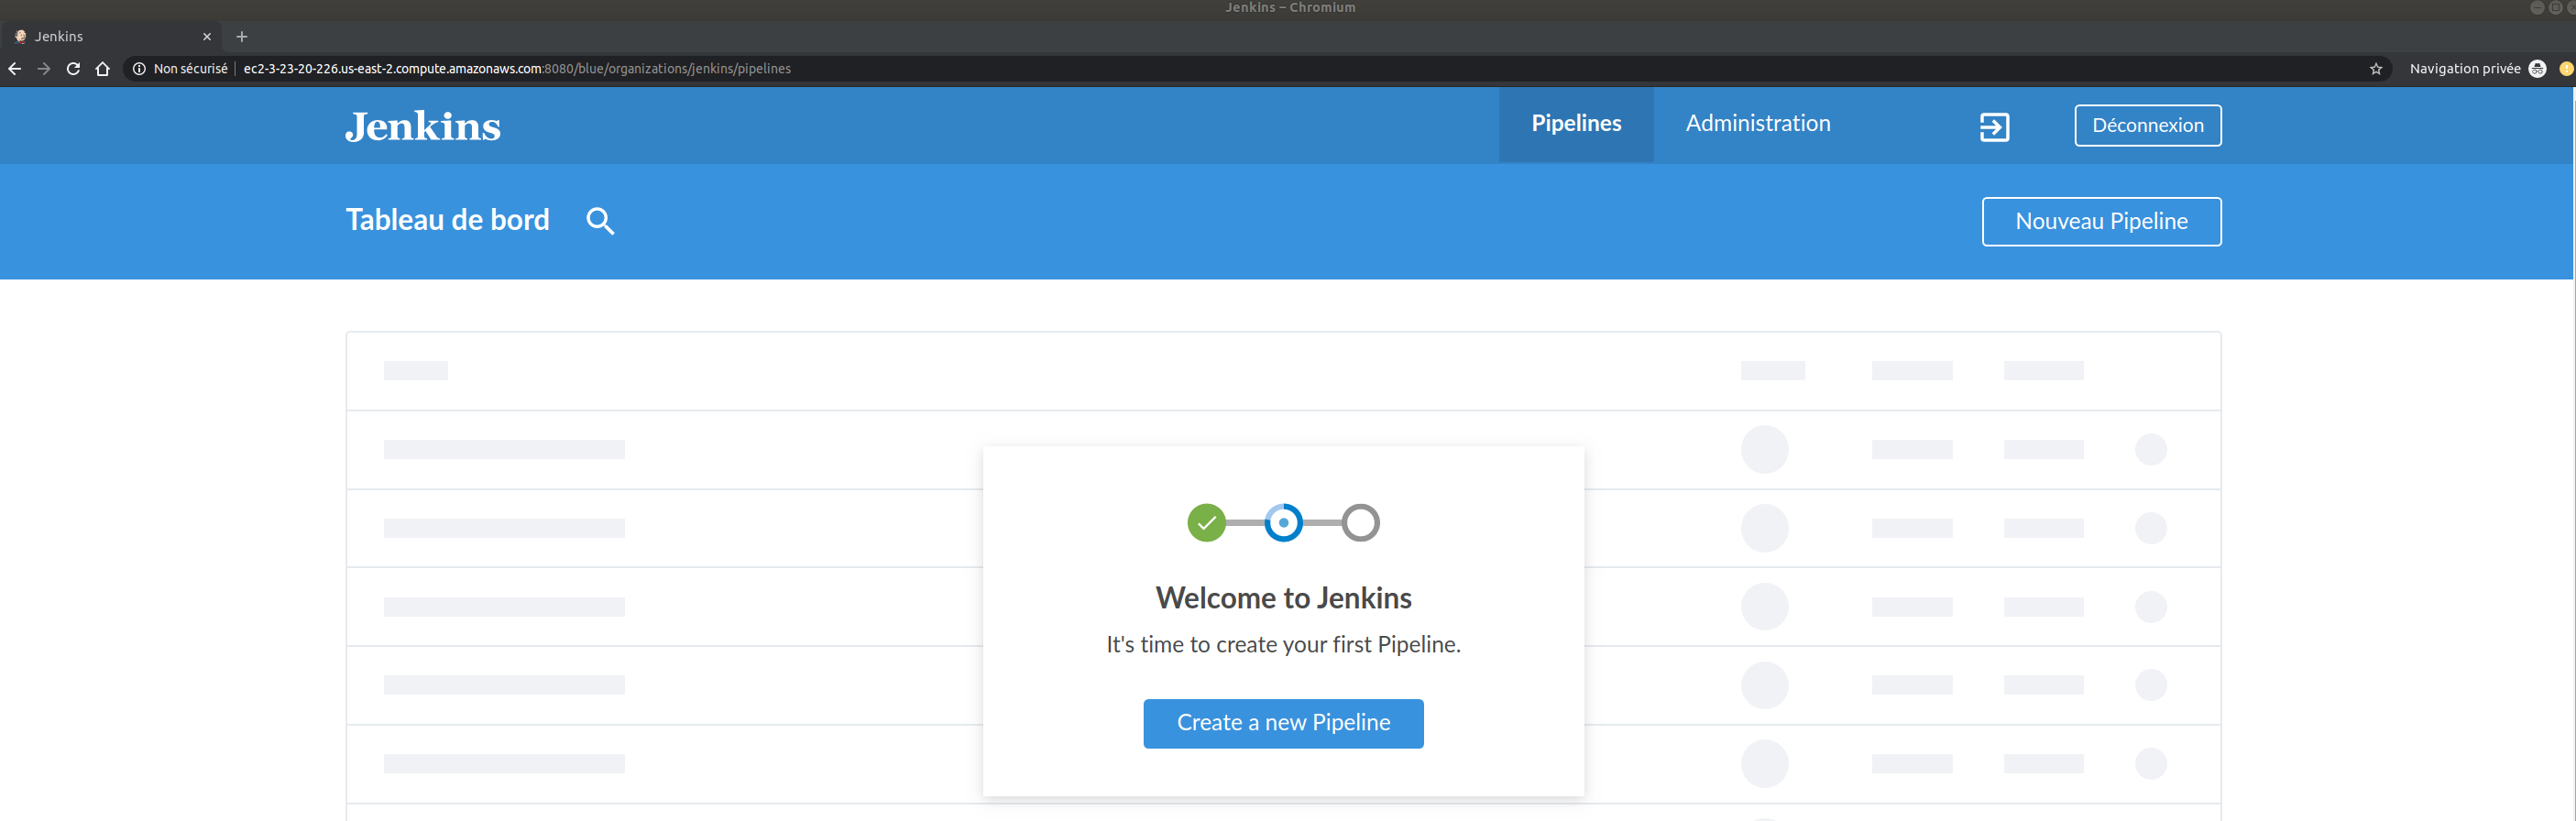 Jenkins – Chromium
Jenkins
Non sécurisé ec2-3-23-20-226.us-east-2.compute.amazonaws.com:8080/blue/organizations/jenkins/pipelines Navigation privée
Jenkins Pipelines Administration Déconnexion
Tableau de bord Nouveau Pipeline
Welcome to Jenkins
It's time to create your first Pipeline.
Create a new Pipeline